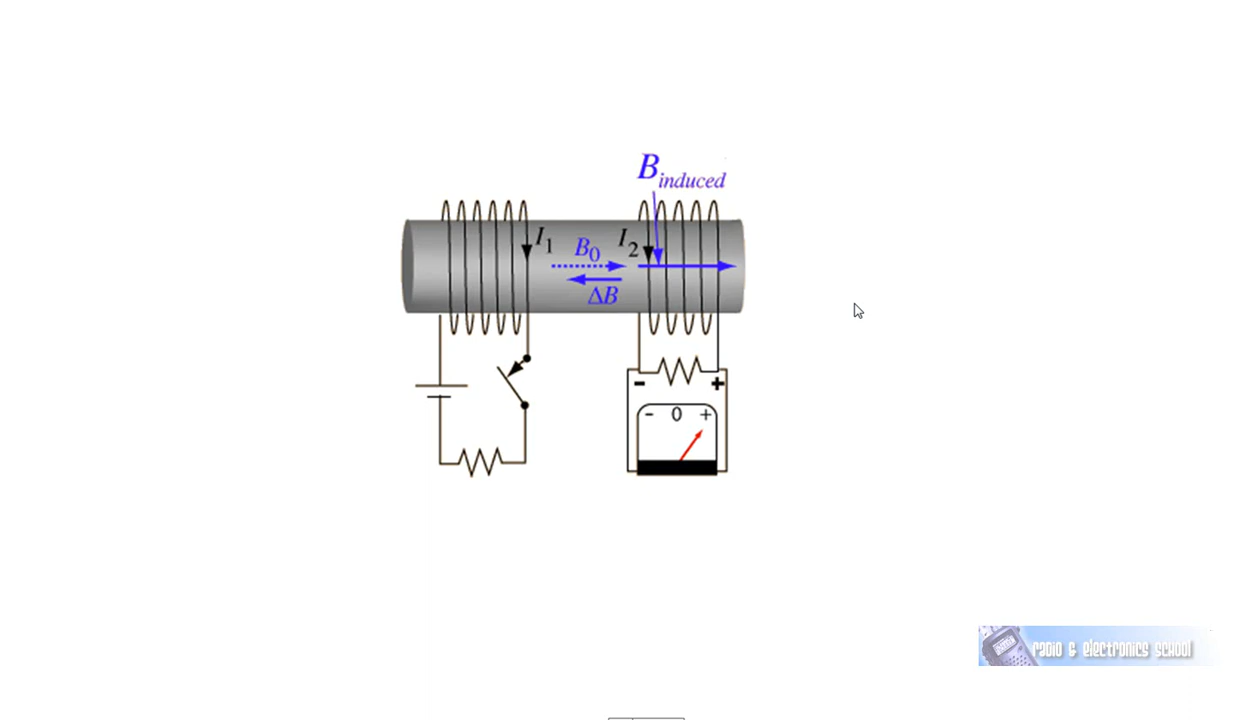 B induced
I1
B0
I2
ΔB
- +
- 0 +
radio & electronics school